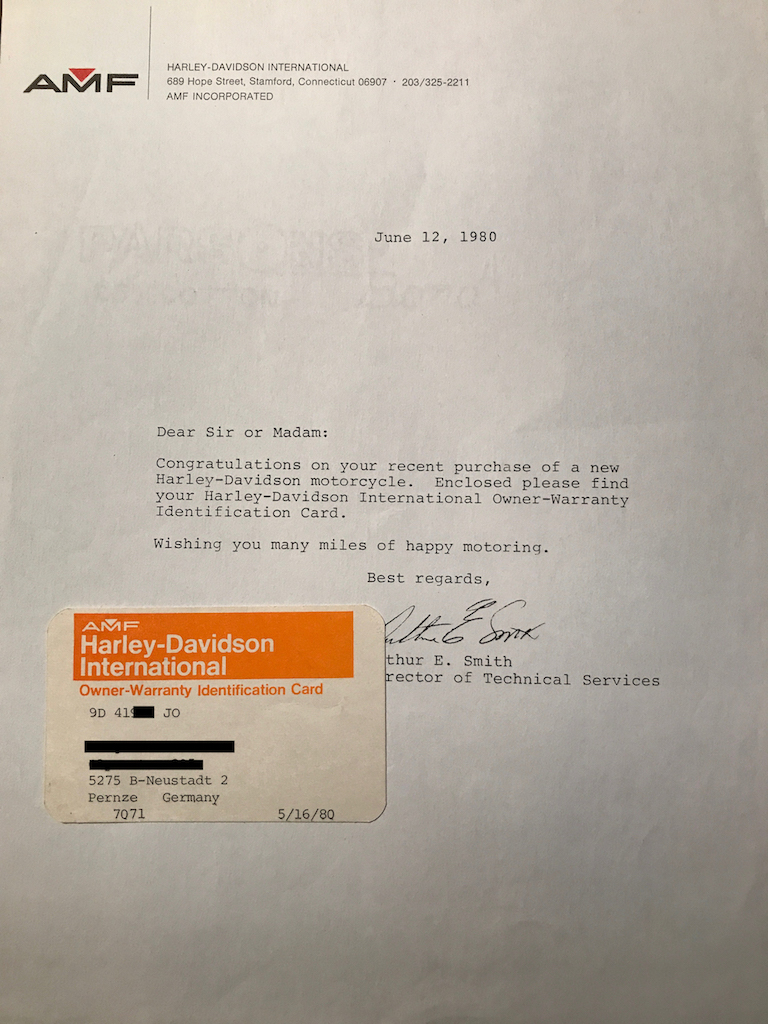 AMF
HARLEY-DAVIDSON INTERNATIONAL
689 Hope Street, Stamford, Connecticut 06907 · 203/325-2211
AMF INCORPORATED
June 12, 1980
Dear Sir or Madam:
Congratulations on your recent purchase of a new
Harley-Davidson motorcycle. Enclosed please find
your Harley-Davidson International Owner-Warranty
Identification Card.
Wishing you many miles of happy motoring.
Best regards,
thur E. Smith
rector of Technical Services
AMF
Harley-Davidson
International
Owner-Warranty Identification Card
9D 41 JO
5275 B-Neustadt 2
Pernze Germany
7071 5/16/80